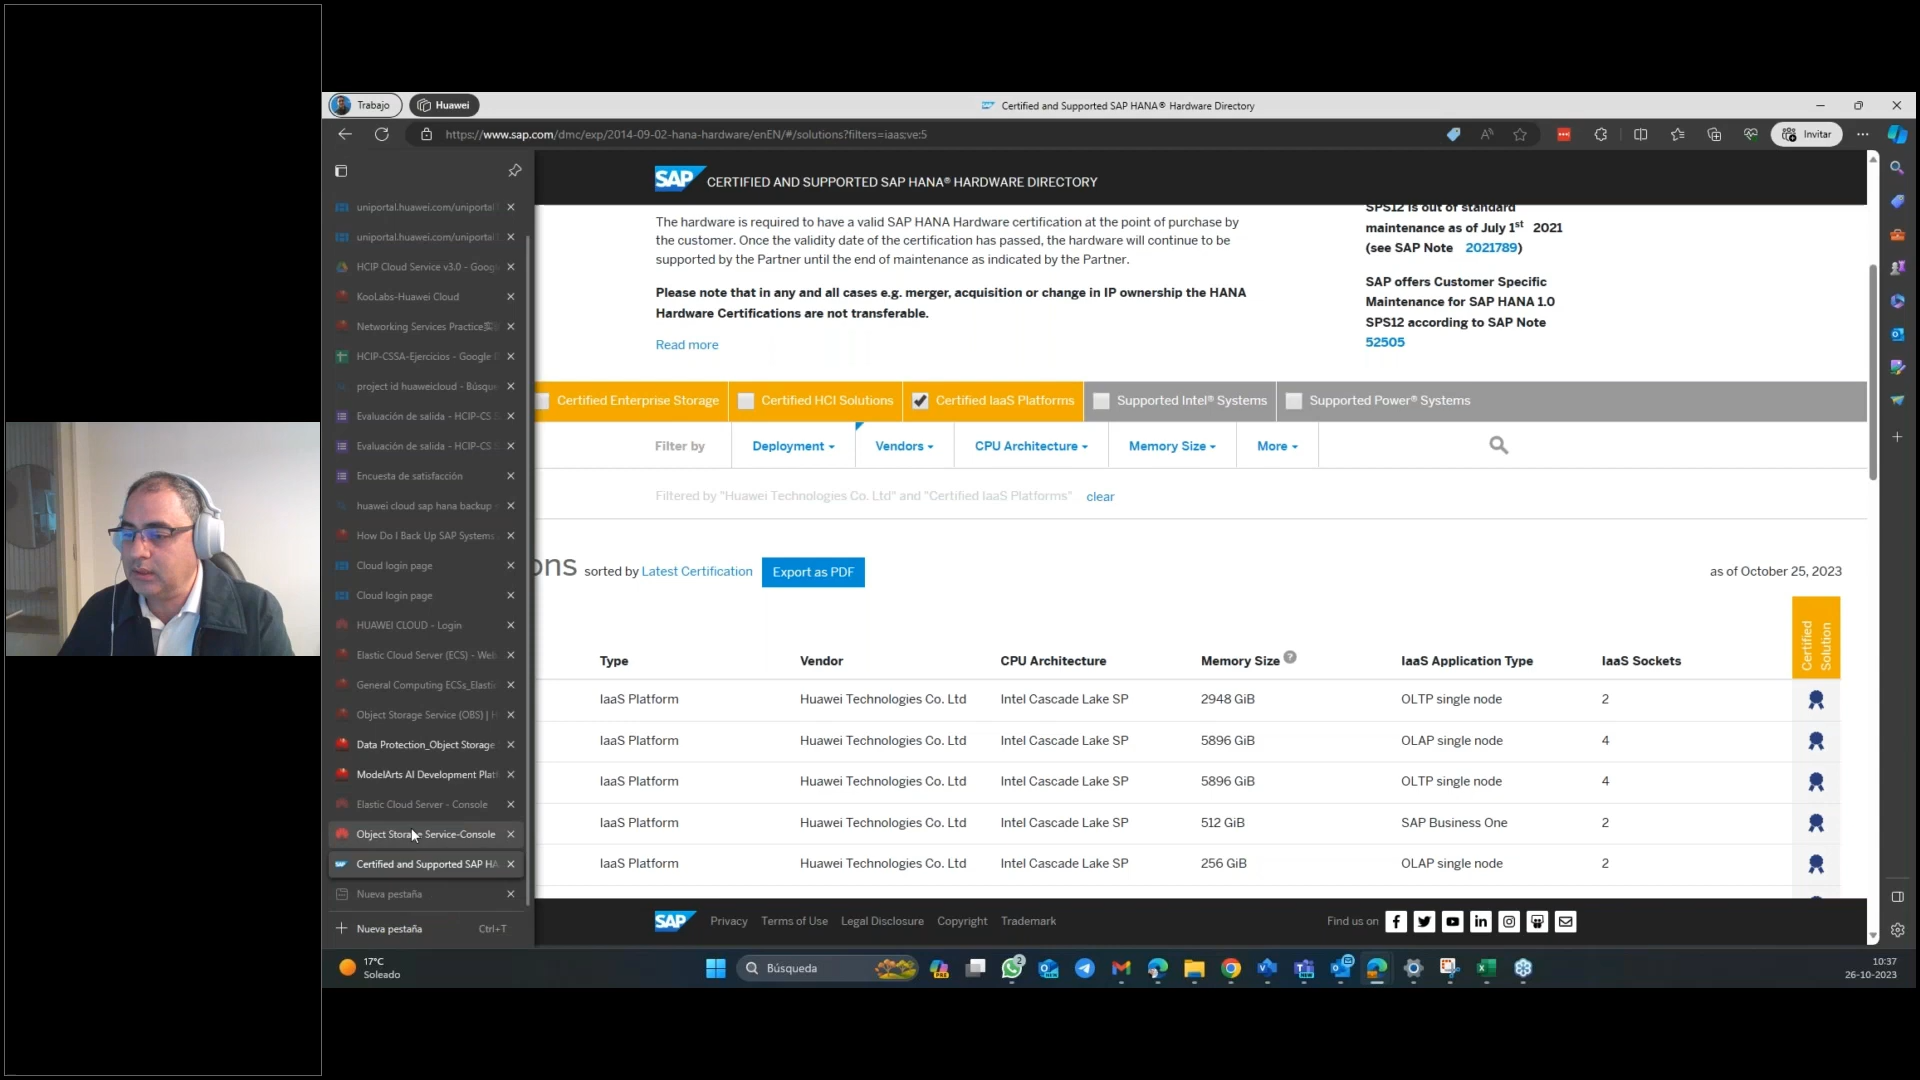 Trabajo
Huawei
Certified and Supported SAP HANA® Hardware Directory
https://www.sap.com/dmc/exp/2014-09-02-hana-hardware/enEN/#/solutions?filters=iaas;ve:5
Invitar
uniportal.huawei.com/uniportal
uniportal.huawei.com/uniportal
HCIP Cloud Service v3.0 - Goog
KooLabs-Huawei Cloud
Networking Services Practice
HCIP-CSSA-Ejercicios - Google
project id huaweicloud - Búsqu
Evaluación de salida - HCIP-CS
Evaluación de salida - HCIP-CS
Encuesta de satisfacción
huawei cloud sap hana backup
How Do I Back Up SAP Systems
Cloud login page
Cloud login page
HUAWEI CLOUD - Login
Elastic Cloud Server (ECS) - Web
General Computing ECSs_Elasti
Object Storage Service (OBS) | H
Data Protection_Object Storage
ModelArts AI Development Plat
Elastic Cloud Server - Console
Object Storage Service-Console
Certified and Supported SAP HA
Nueva pestaña
Nueva pestaña Ctrl+T
SAP CERTIFIED AND SUPPORTED SAP HANA® HARDWARE DIRECTORY
The hardware is required to have a valid SAP HANA Hardware certification at the point of purchase by
the customer. Once the validity date of the certification has passed, the hardware will continue to be
supported by the Partner until the end of maintenance as indicated by the Partner.
Please note that in any and all cases e.g. merger, acquisition or change in IP ownership the HANA
Hardware Certifications are not transferable.
Read more
SPS12 is out of standard
maintenance as of July 1st 2021
(see SAP Note 2021789)
SAP offers Customer Specific
Maintenance for SAP HANA 1.0
SPS12 according to SAP Note
52505
Certified Enterprise Storage Certified HCI Solutions Certified IaaS Platforms Supported Intel® Systems Supported Power® Systems
Filter by Deployment Vendors CPU Architecture Memory Size More
Filtered by "Huawei Technologies Co. Ltd" and "Certified IaaS Platforms" clear
ons sorted by Latest Certification Export as PDF as of October 25, 2023
Certified
Solution
Type Vendor CPU Architecture Memory Size ? IaaS Application Type IaaS Sockets
IaaS Platform Huawei Technologies Co. Ltd Intel Cascade Lake SP 2948 GiB OLTP single node 2
IaaS Platform Huawei Technologies Co. Ltd Intel Cascade Lake SP 5896 GiB OLAP single node 4
IaaS Platform Huawei Technologies Co. Ltd Intel Cascade Lake SP 5896 GiB OLTP single node 4
IaaS Platform Huawei Technologies Co. Ltd Intel Cascade Lake SP 512 GiB SAP Business One 2
IaaS Platform Huawei Technologies Co. Ltd Intel Cascade Lake SP 256 GiB OLAP single node 2
SAP Privacy Terms of Use Legal Disclosure Copyright Trademark Find us on
17°C
Soleado
Búsqueda
10:37
26-10-2023